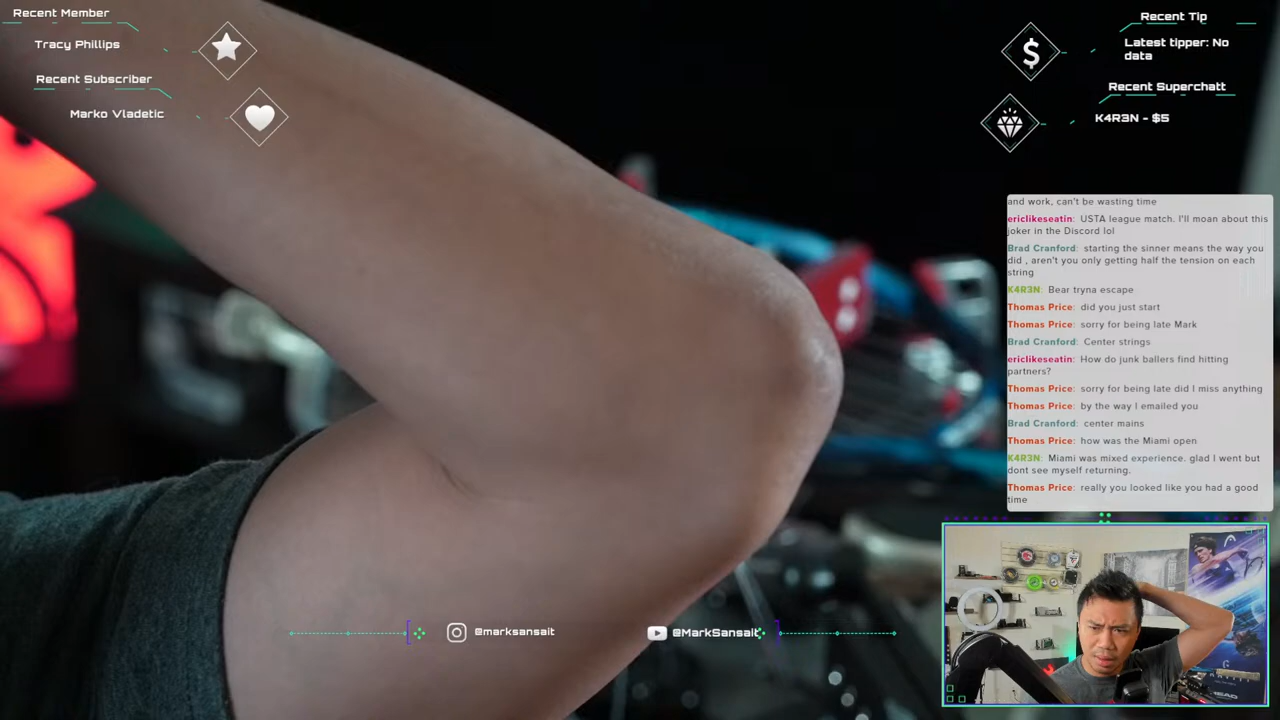 Recent Member
Tracy Phillips
Recent Subscriber
Marko Vladetic
Recent Tip
Latest tipper: No
data
Recent Superchatt
K4R3N - $5
and work, can't be wasting time
ericlikeseatin: USTA league match. I'll moan about this
joker in the Discord lol
Brad Cranford: starting the sinner means the way you
did , aren't you only getting half the tension on each
string
K4R3N: Bear tryna escape
Thomas Price: did you just start
Thomas Price: sorry for being late Mark
Brad Cranford: Center strings
ericlikeseatin: How do junk ballers find hitting
partners?
Thomas Price: sorry for being late did I miss anything
Thomas Price: by the way I emailed you
Brad Cranford: center mains
Thomas Price: how was the Miami open
K4R3N: Miami was mixed experience. glad I went but
dont see myself returning.
Thomas Price: really you looked like you had a good
time
@marksansait
@MarkSansait
HEAD